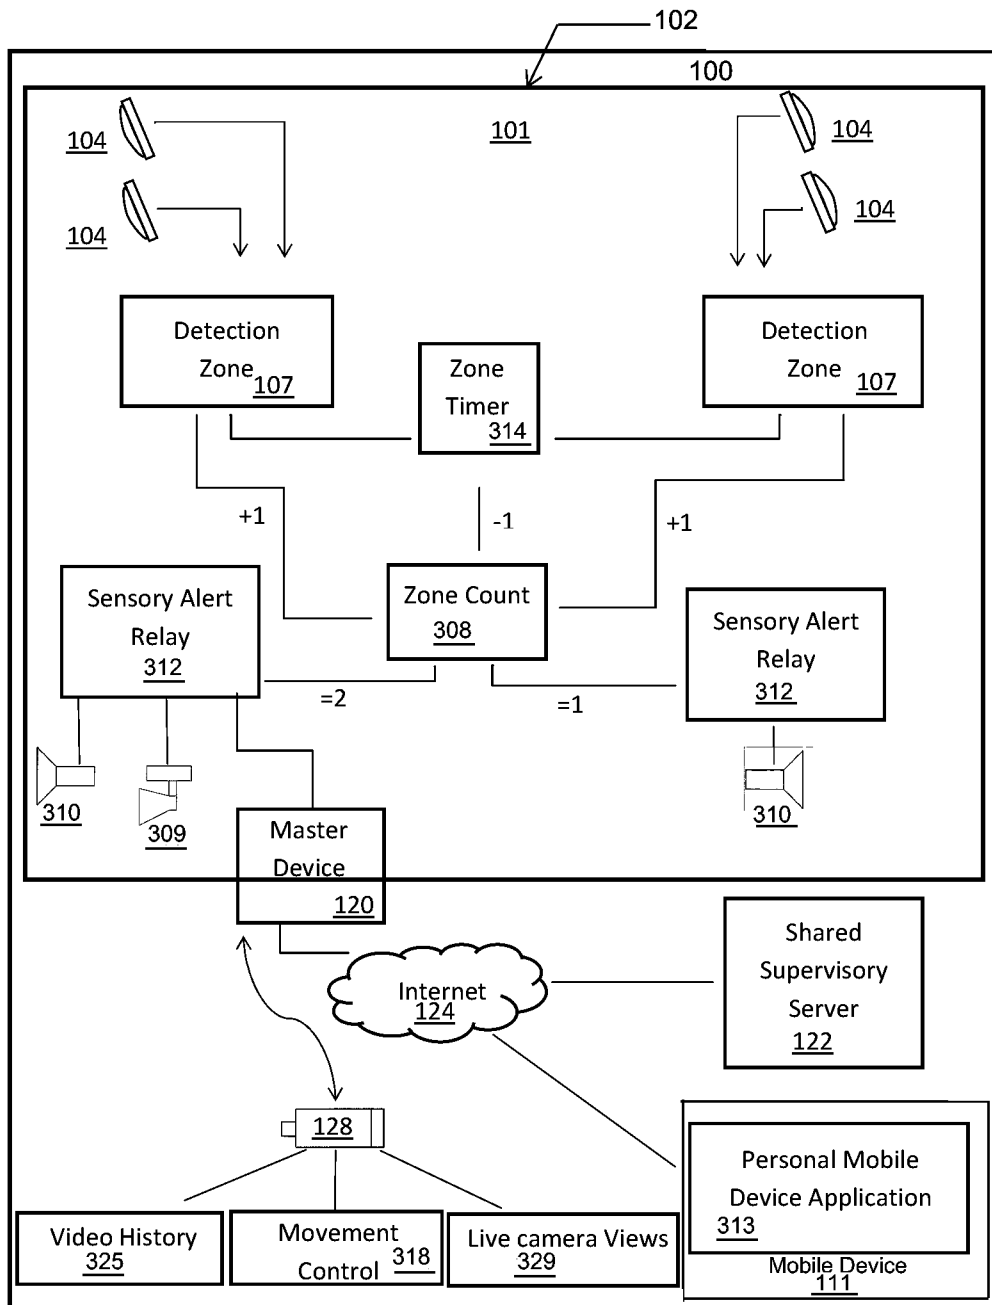 102
100
104
101
104
104
104
Detection
Zone
107
Zone
Timer
314
Detection
Zone
107
+1
-1
+1
Sensory Alert
Relay
312
Zone Count
308
Sensory Alert
Relay
312
=2
=1
310
309
310
Master
Device
120
Internet
124
Shared
Supervisory
Server
122
128
Personal Mobile
Device Application
313
Mobile Device
111
Video History
325
Movement
Control
318
Live camera Views
329